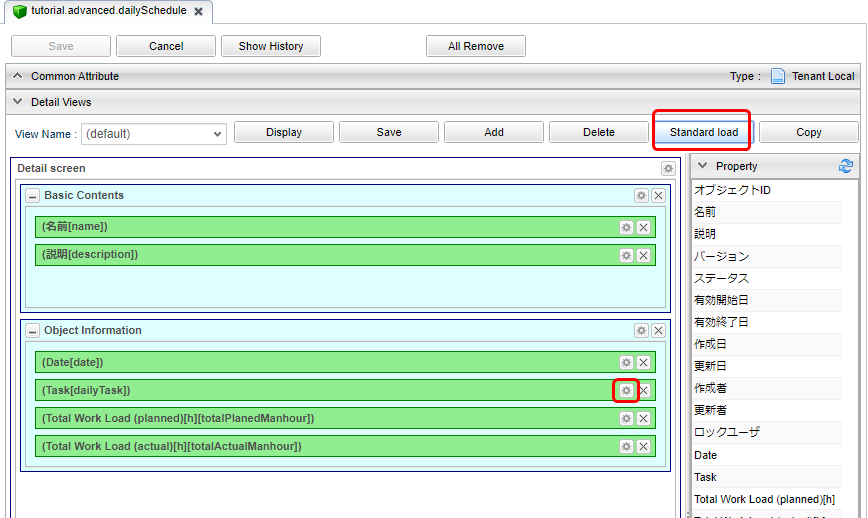 tutorial.advanced.dailySchedule
Save Cancel Show History All Remove
Common Attribute Type : Tenant Local
Detail Views
View Name : (default) Display Save Add Delete Standard load Copy
Detail screen
Basic Contents
(名前[name])
(説明[description])
Object Information
(Date[date])
(Task[dailyTask])
(Total Work Load (planned)[h][totalPlanedManhour])
(Total Work Load (actual)[h][totalActualManhour])
Property
オブジェクトID
名前
説明
バージョン
ステータス
有効開始日
有効終了日
作成日
更新日
作成者
更新者
ロックユーザ
Date
Task
Total Work Load (planned)[h]